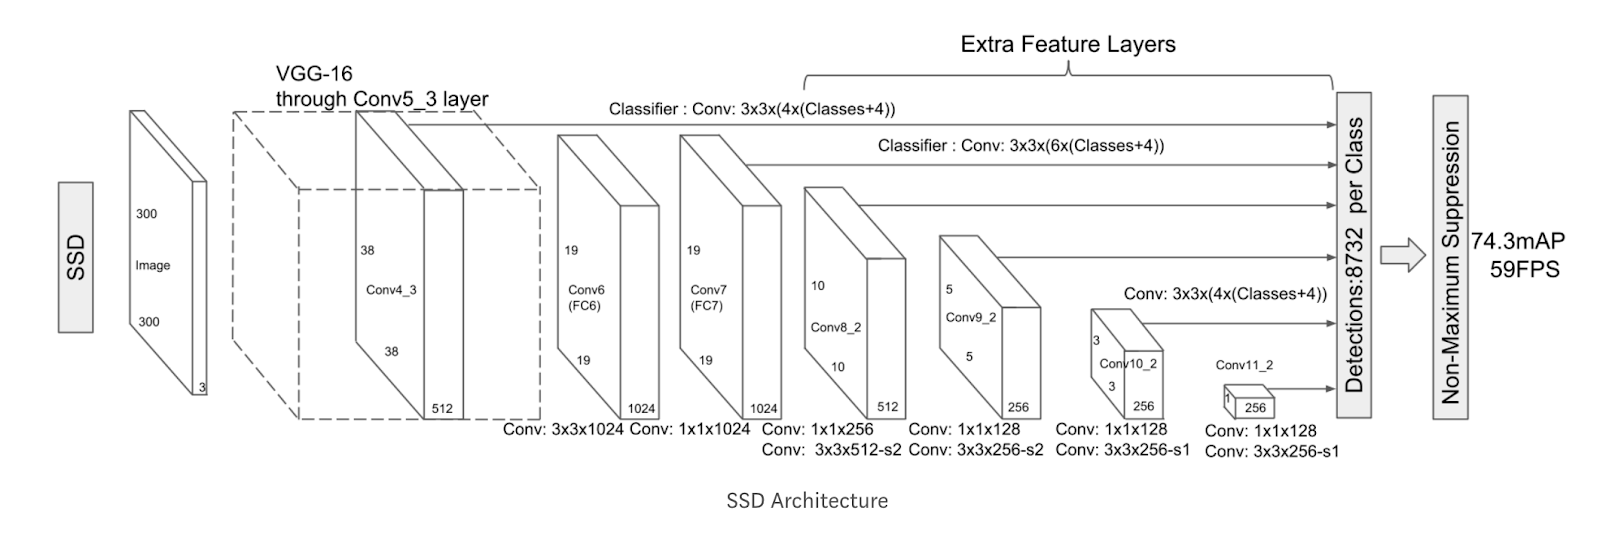 Extra Feature Layers
VGG-16
through Conv5_3 layer
Classifier : Conv: 3x3x(4x(Classes+4))
Classifier : Conv: 3x3x(6x(Classes+4))
SSD
300
Image
300
3
38
Conv4_3
38
512
19
Conv6
(FC6)
19
1024
19
Conv7
(FC7)
19
1024
10
Conv8_2
10
512
5
Conv9_2
5
256
Conv: 3x3x(4x(Classes+4))
3
Conv10_2
3
256
Conv11_2
1
256
Detections:8732 per Class
Non-Maximum Suppression
74.3mAP
59FPS
Conv: 3x3x1024
Conv: 1x1x1024
Conv: 1x1x256
Conv: 3x3x512-s2
Conv: 1x1x128
Conv: 3x3x256-s2
Conv: 1x1x128
Conv: 3x3x256-s1
Conv: 1x1x128
Conv: 3x3x256-s1
SSD Architecture